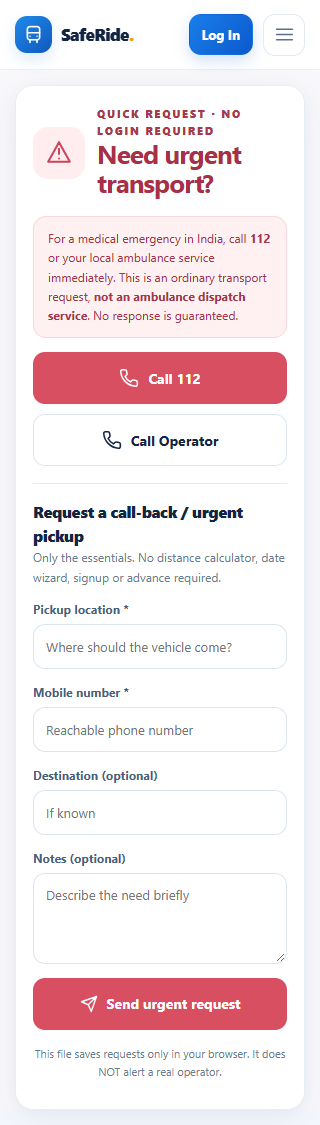 SafeRide.
Log In
QUICK REQUEST · NO
LOGIN REQUIRED
Need urgent
transport?
For a medical emergency in India, call 112
or your local ambulance service
immediately. This is an ordinary transport
request, not an ambulance dispatch
service. No response is guaranteed.
Call 112
Call Operator
Request a call-back / urgent
pickup
Only the essentials. No distance calculator, date
wizard, signup or advance required.
Pickup location *
Where should the vehicle come?
Mobile number *
Reachable phone number
Destination (optional)
If known
Notes (optional)
Describe the need briefly
Send urgent request
This file saves requests only in your browser. It does
NOT alert a real operator.